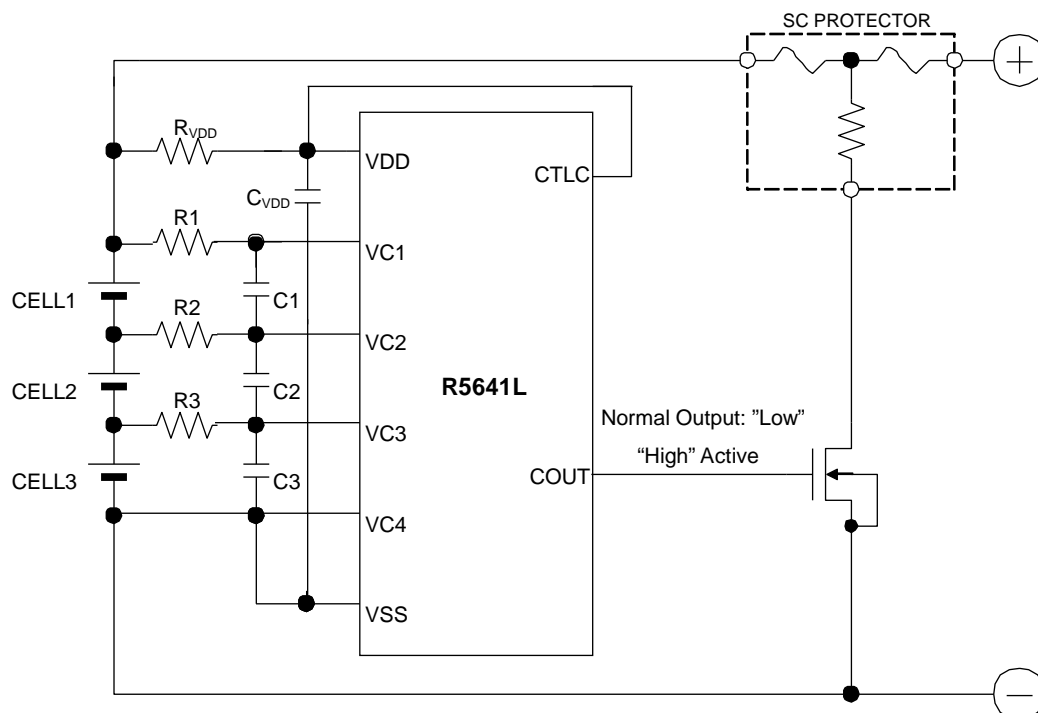 SC PROTECTOR
+
RVDD
VDD
CTLC
CVDD
R1
VC1
CELL1
C1
R2
VC2
CELL2
C2
R5641L
R3
VC3
Normal Output: ”Low”
“High” Active
CELL3
C3
COUT
VC4
VSS
−